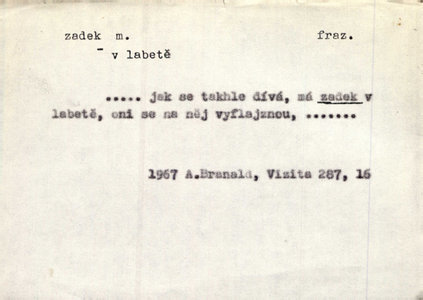 zadek m. fraz.
- v labetě
..... jak se takhle dívá, má zadek v
labetě, oni se na něj vyflajznou, .......
1967 A.Branald, Vizita 287, 16